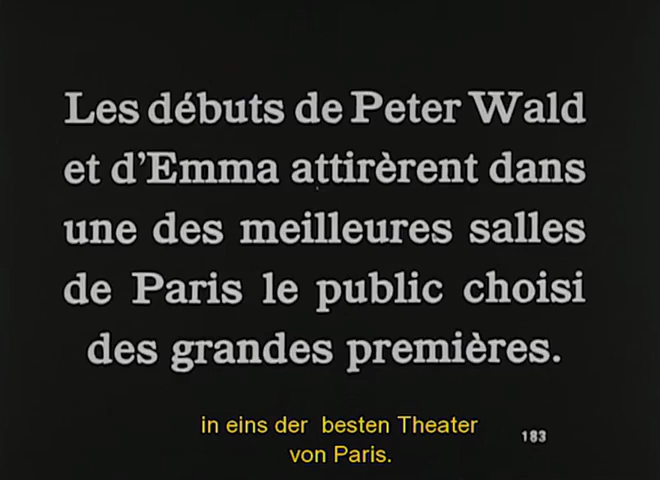 Les débuts de Peter Wald
et d'Emma attirèrent dans
une des meilleures salles
de Paris le public choisi
des grandes premières.
in eins der  besten Theater
von Paris.
183